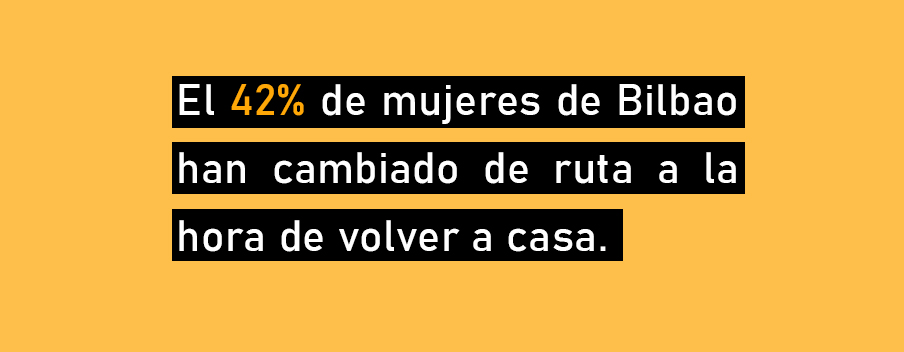 El 42% de mujeres de Bilbao
han cambiado de ruta a la
hora de volver a casa.